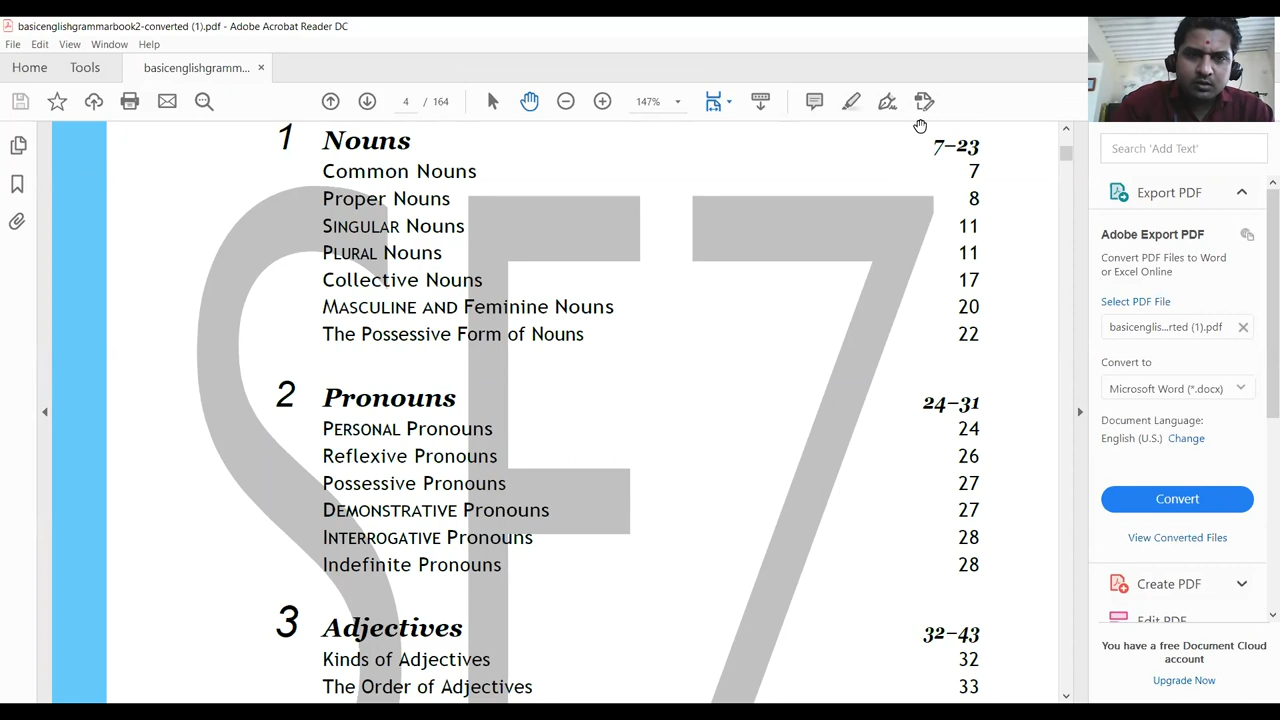 basicenglishgrammarbook2-converted (1).pdf - Adobe Acrobat Reader DC
File Edit View Window Help
Home Tools basicenglishgramm... ×
4 / 164 147%
1 Nouns 7–23
Common Nouns 7
Proper Nouns 8
SINGULAR Nouns 11
PLURAL Nouns 11
Collective Nouns 17
MASCULINE AND Feminine Nouns 20
The Possessive Form of Nouns 22
2 Pronouns 24–31
PERSONAL Pronouns 24
Reflexive Pronouns 26
Possessive Pronouns 27
DEMONSTRATIVE Pronouns 27
INTERROGATIVE Pronouns 28
Indefinite Pronouns 28
3 Adjectives 32–43
Kinds of Adjectives 32
The Order of Adjectives 33
SE7
Search 'Add Text'
Export PDF
Adobe Export PDF
Convert PDF Files to Word
or Excel Online
Select PDF File
basicenglis...rted (1).pdf
Convert to
Microsoft Word (*.docx)
Document Language:
English (U.S.) Change
Convert
View Converted Files
Create PDF
Edit PDF
You have a free Document Cloud
account
Upgrade Now